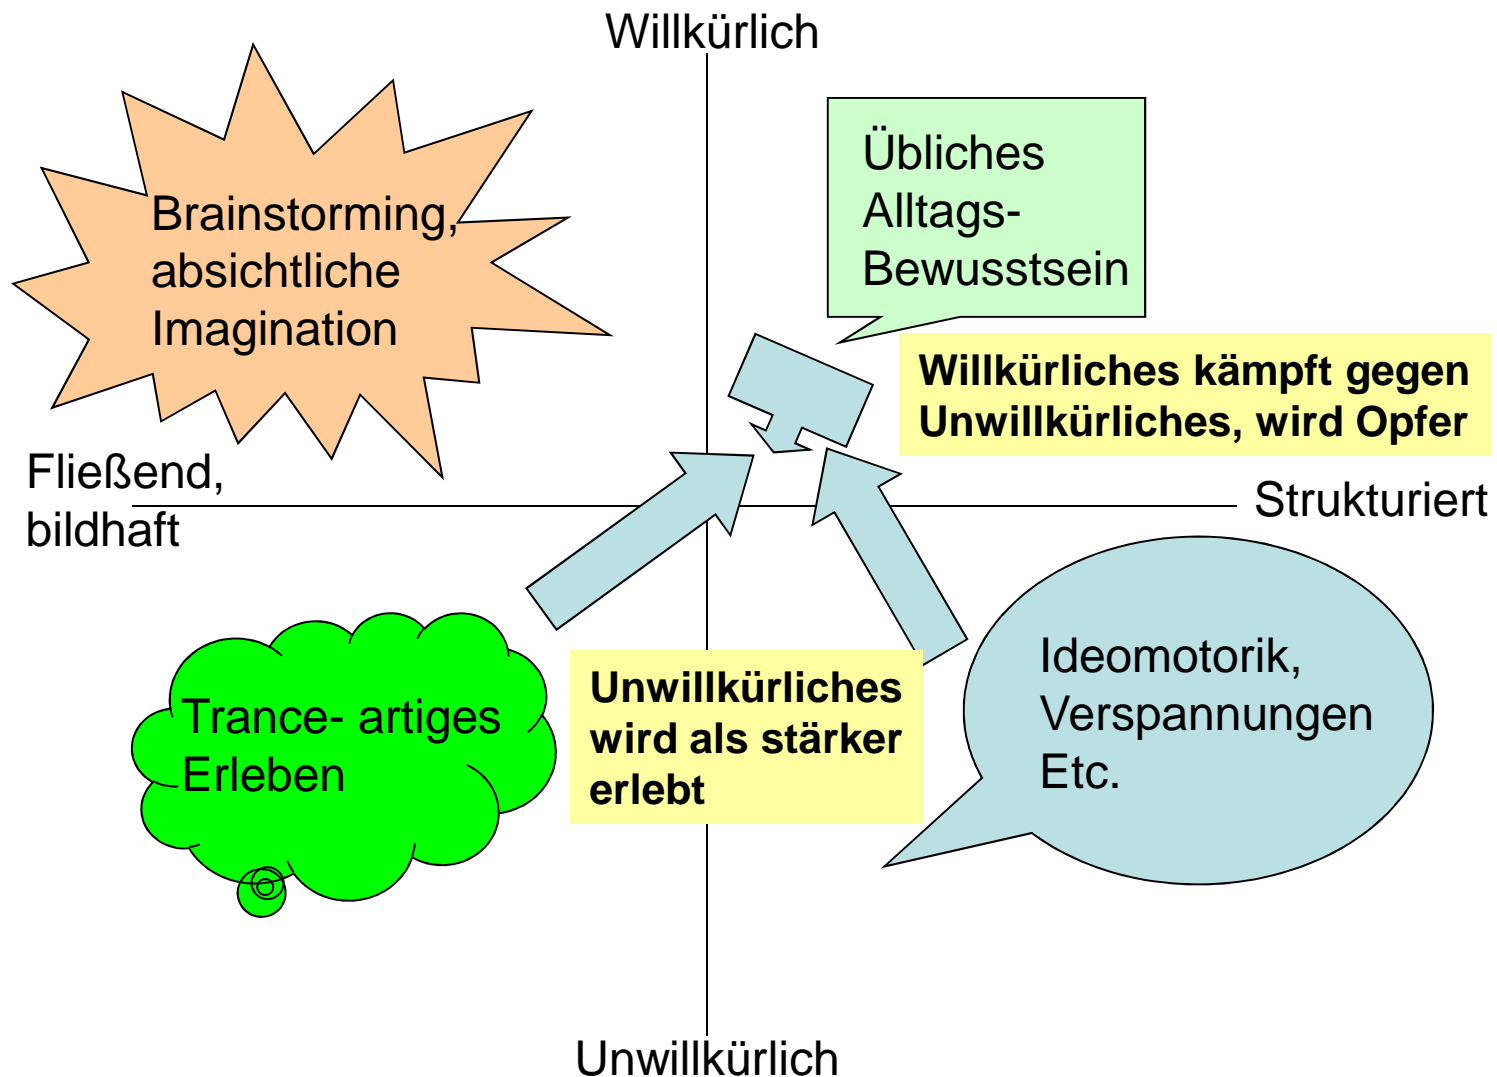 Willkürlich
Brainstorming,
absichtliche
Imagination
Übliches
Alltags-
Bewusstsein
Willkürliches kämpft gegen
Unwillkürliches, wird Opfer
Fließend,
bildhaft
Strukturiert
Trance- artiges
Erleben
Unwillkürliches
wird als stärker
erlebt
Ideomotorik,
Verspannungen
Etc.
Unwillkürlich